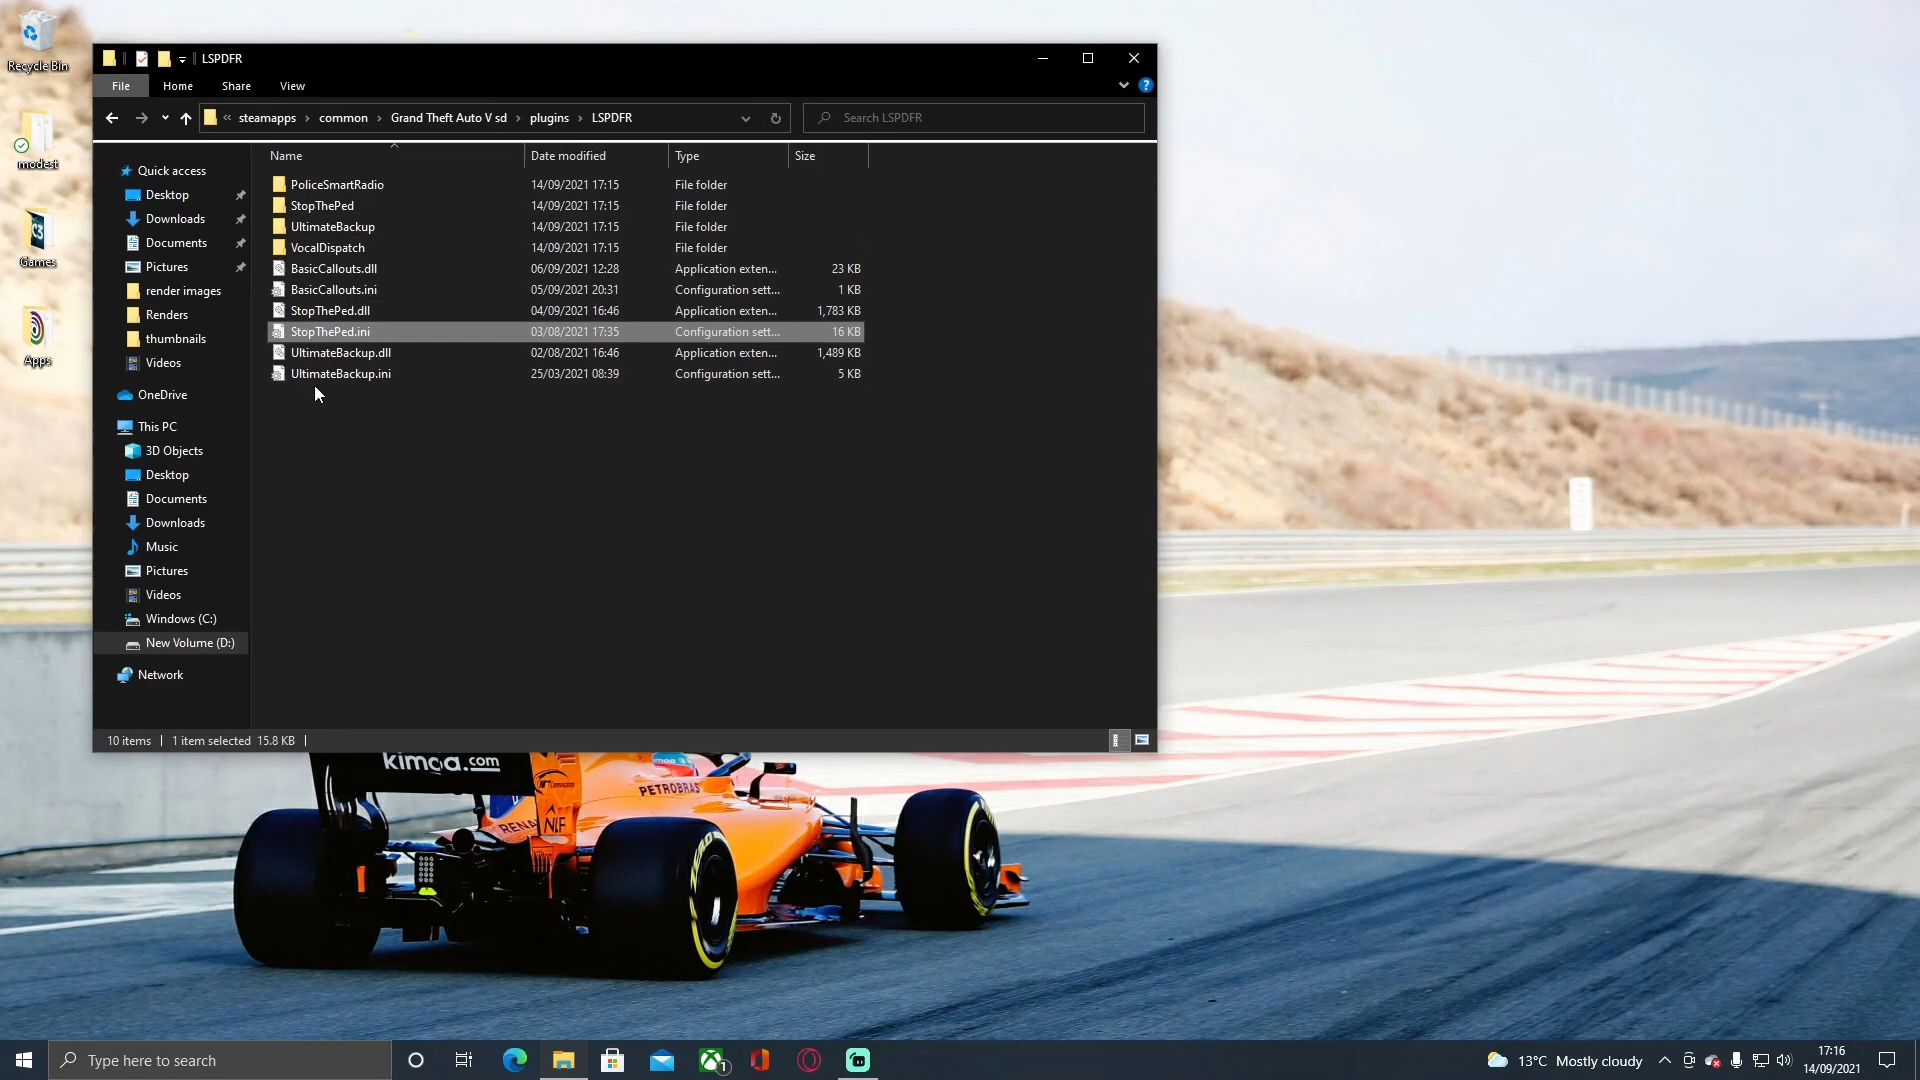 Recycle Bin
modest
Games
Apps
LSPDFR
File Home Share View
« steamapps › common › Grand Theft Auto V sd › plugins › LSPDFR
Search LSPDFR
Quick access
Desktop
Downloads
Documents
Pictures
render images
Renders
thumbnails
Videos
OneDrive
This PC
3D Objects
Desktop
Documents
Downloads
Music
Pictures
Videos
Windows (C:)
New Volume (D:)
Network
Name Date modified Type Size
PoliceSmartRadio 14/09/2021 17:15 File folder
StopThePed 14/09/2021 17:15 File folder
UltimateBackup 14/09/2021 17:15 File folder
VocalDispatch 14/09/2021 17:15 File folder
BasicCallouts.dll 06/09/2021 12:28 Application exten... 23 KB
BasicCallouts.ini 05/09/2021 20:31 Configuration sett... 1 KB
StopThePed.dll 04/09/2021 16:46 Application exten... 1,783 KB
StopThePed.ini 03/08/2021 17:35 Configuration sett... 16 KB
UltimateBackup.dll 02/08/2021 16:46 Application exten... 1,489 KB
UltimateBackup.ini 25/03/2021 08:39 Configuration sett... 5 KB
10 items 1 item selected 15.8 KB
kimoa.com
PETROBRAS
NLF
Type here to search
1
13°C Mostly cloudy
17:16
14/09/2021